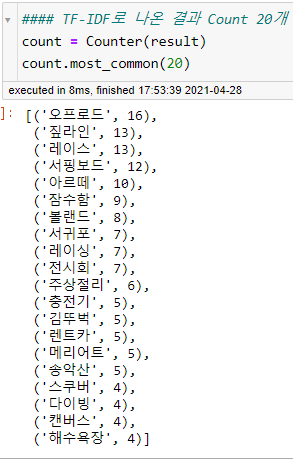 #### TF-IDF로 나온 결과 Count 20개
count = Counter(result)
count.most_common(20)
executed in 8ms, finished 17:53:39 2021-04-28
]: [('오프로드', 16),
('짚라인', 13),
('레이스', 13),
('서핑보드', 12),
('아르떼', 10),
('잠수함', 9),
('볼랜드', 8),
('서귀포', 7),
('레이싱', 7),
('전시회', 7),
('주상절리', 6),
('충전기', 5),
('김뚜벅', 5),
('렌트카', 5),
('메리어트', 5),
('송악산', 5),
('스쿠버', 4),
('다이빙', 4),
('캔버스', 4),
('해수욕장', 4)]